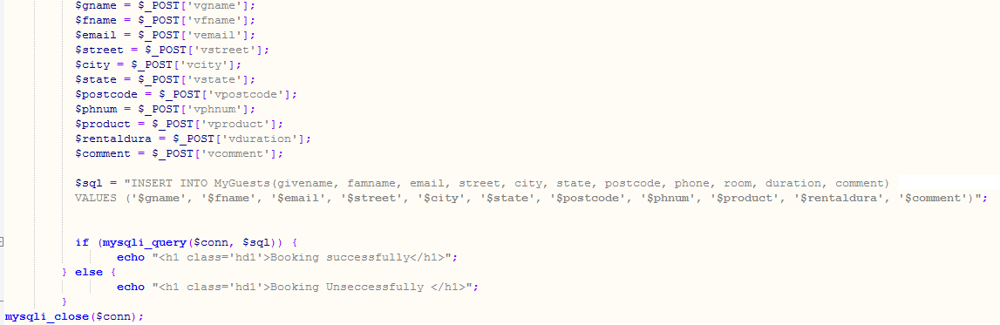 $gname = $_POST['vgname'];
$fname = $_POST['vfname'];
$email = $_POST['vemail'];
$street = $_POST['vstreet'];
$city = $_POST['vcity'];
$state = $_POST['vstate'];
$postcode = $_POST['vpostcode'];
$phnum = $_POST['vphnum'];
$product = $_POST['vproduct'];
$rentaldura = $_POST['vduration'];
$comment = $_POST['vcomment'];
$sql = "INSERT INTO MyGuests(givename, famname, email, street, city, state, postcode, phone, room, duration, comment)
VALUES ('$gname', '$fname', '$email', '$street', '$city', '$state', '$postcode', '$phnum', '$product', '$rentaldura', '$comment')";
if (mysqli_query($conn, $sql)) {
echo "<h1 class='hd1'>Booking successfully</h1>";
} else {
echo "<h1 class='hd1'>Booking Unseccessfully </h1>";
}
mysqli_close($conn);